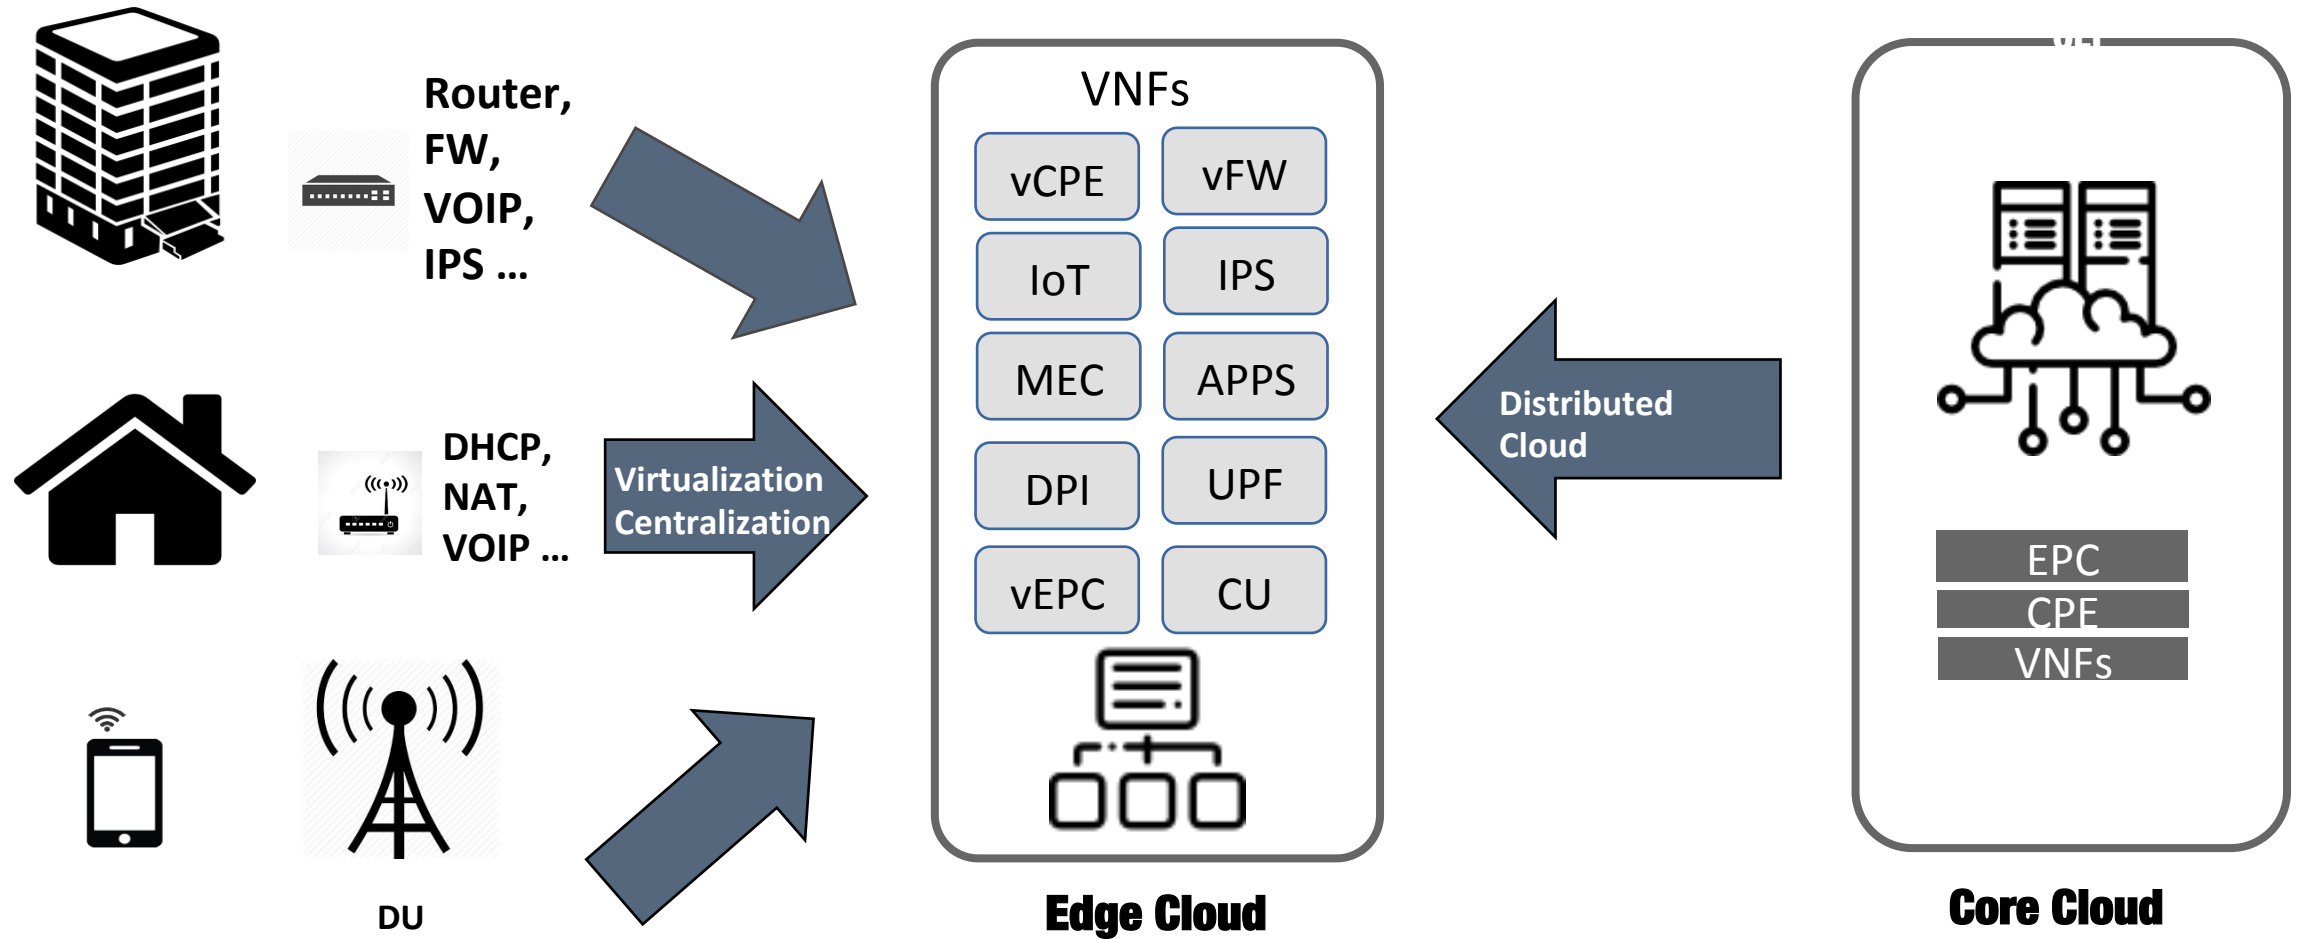 Router,
FW,
VOIP,
IPS ...
DHCP,
NAT,
VOIP ...
DU
Virtualization
Centralization
VNFs
vCPE
vFW
IoT
IPS
MEC
APPS
DPI
UPF
vEPC
CU
Edge Cloud
Distributed
Cloud
EPC
CPE
VNFs
Core Cloud